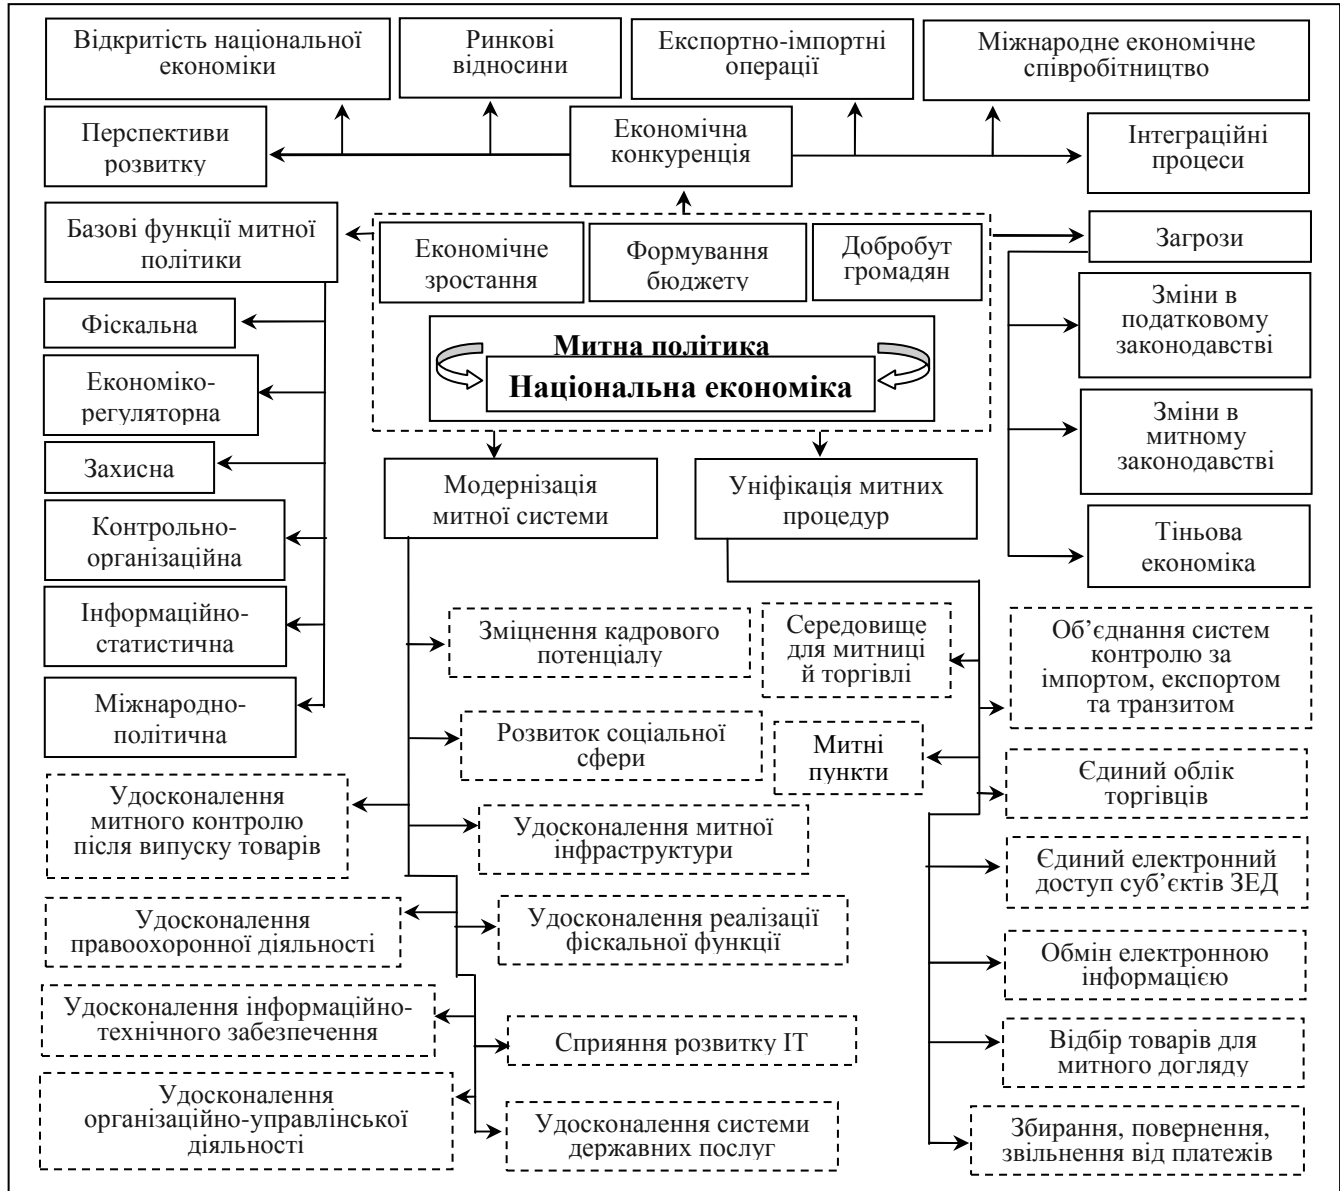 Відкритість національної
економіки
Ринкові
відносини
Експортно-імпортні
операції
Міжнародне економічне
співробітництво
Перспективи
розвитку
Економічна
конкуренція
Інтеграційні
процеси
Базові функції митної
політики
Економічне
зростання
Формування
бюджету
Добробут
громадян
Загрози
Фіскальна
Економіко-
регуляторна
Захисна
Контрольно-
організаційна
Інформаційно-
статистична
Міжнародно-
політична
Митна політика
Національна економіка
Зміни в
податковому
законодавстві
Зміни в
митному
законодавстві
Тіньова
економіка
Модернізація
митної системи
Уніфікація митних
процедур
Зміцнення кадрового
потенціалу
Середовище
для митниці
й торгівлі
Об’єднання систем
контролю за
імпортом, експортом
та транзитом
Розвиток соціальної
сфери
Митні
пункти
Єдиний облік
торгівців
Удосконалення
митного контролю
після випуску товарів
Удосконалення митної
інфраструктури
Єдиний електронний
доступ суб’єктів ЗЕД
Удосконалення
правоохоронної діяльності
Удосконалення реалізації
фіскальної функції
Обмін електронною
інформацією
Удосконалення інформаційно-
технічного забезпечення
Сприяння розвитку ІТ
Відбір товарів для
митного догляду
Удосконалення
організаційно-управлінської
діяльності
Удосконалення системи
державних послуг
Збирання, повернення,
звільнення від платежів